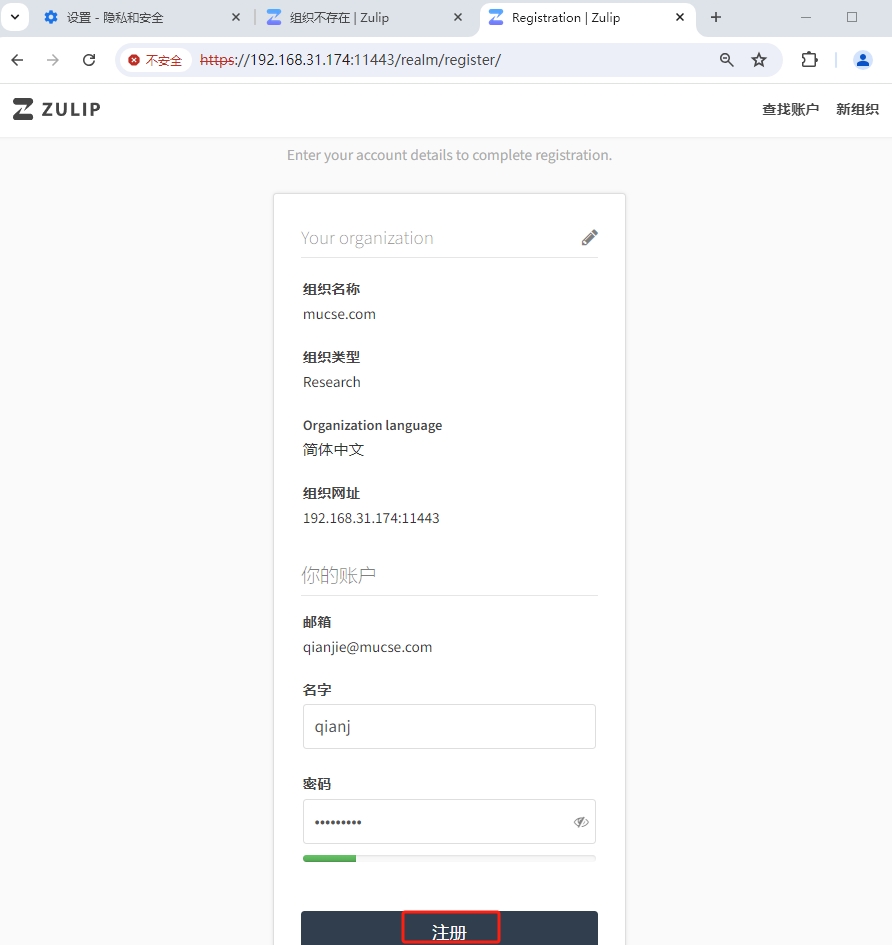 设置 - 隐私和安全
组织不存在 | Zulip
Registration | Zulip
不安全 https://192.168.31.174:11443/realm/register/
ZULIP
查找账户 新组织
Enter your account details to complete registration.
Your organization
组织名称
mucse.com
组织类型
Research
Organization language
简体中文
组织网址
192.168.31.174:11443
你的账户
邮箱
qianjie@mucse.com
名字
qianj
密码
•••••••••
注册